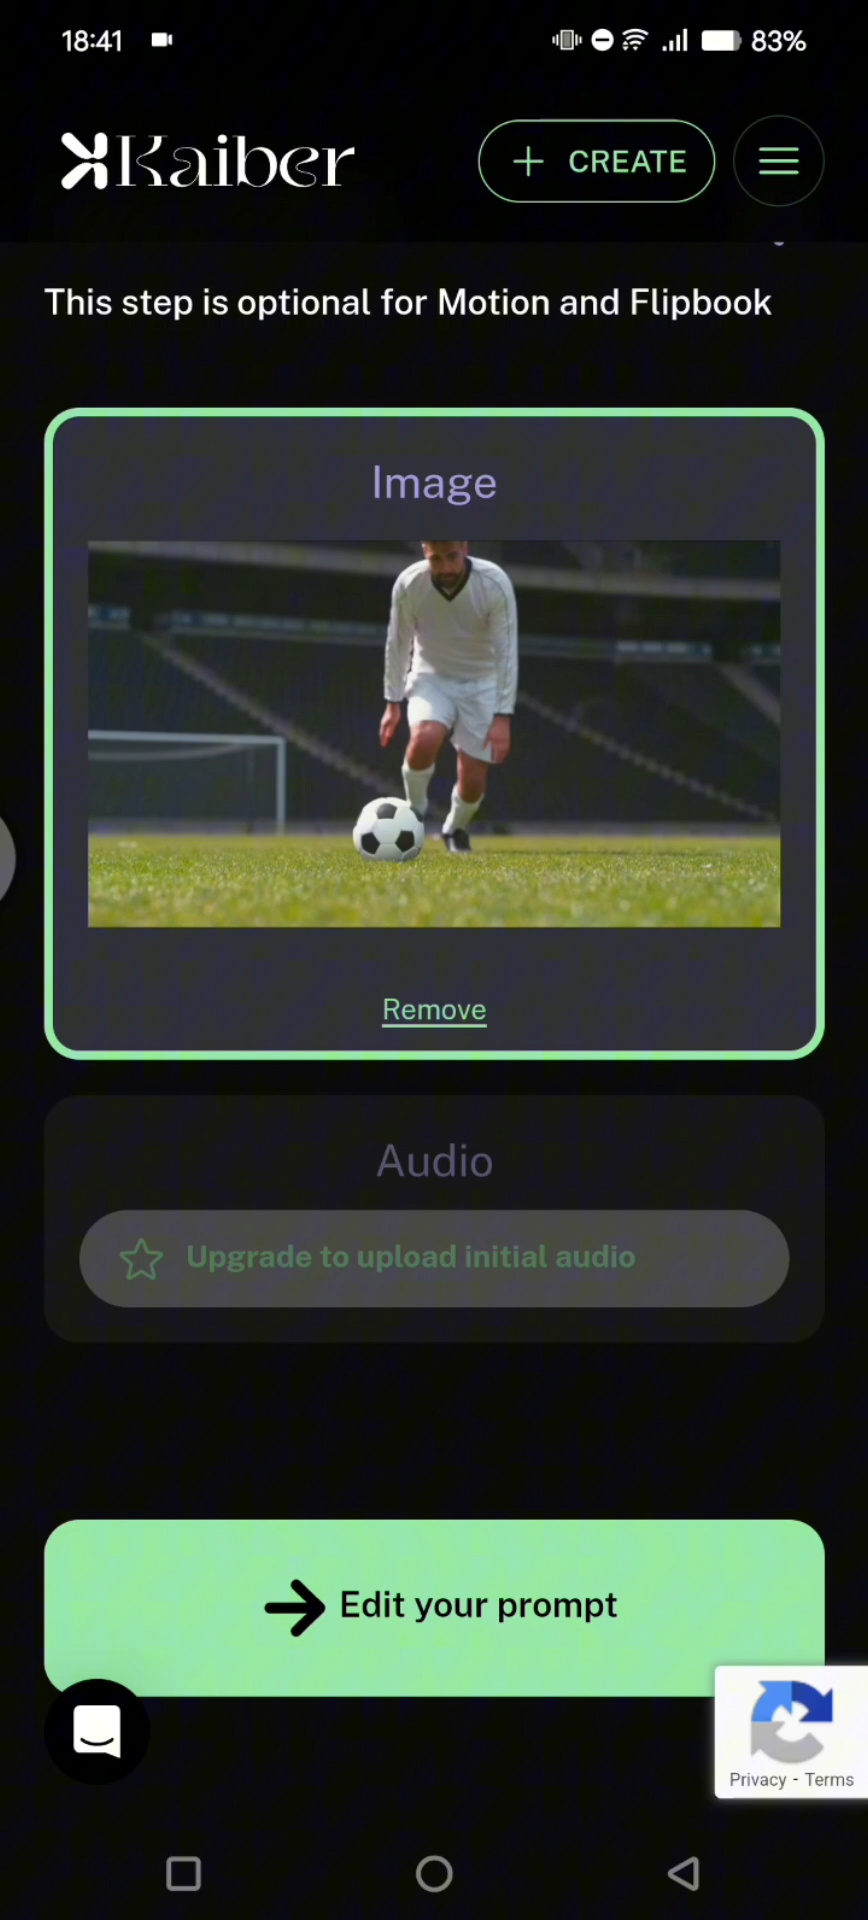 18:41
83%
Kaiber
+ CREATE
This step is optional for Motion and Flipbook
Image
Remove
Audio
Upgrade to upload initial audio
Edit your prompt
Privacy - Terms